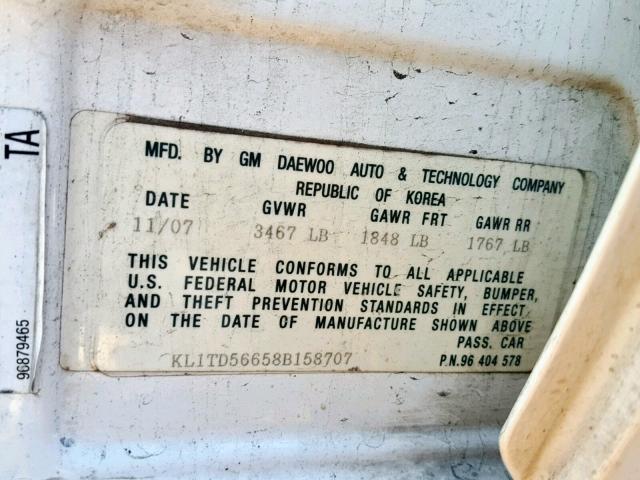 TA
96879465
MFD. BY GM DAEWOO AUTO & TECHNOLOGY COMPANY
REPUBLIC OF KOREA
DATE GVWR GAWR FRT GAWR RR
11/07 3467 LB 1848 LB 1767 LB
THIS VEHICLE CONFORMS TO ALL APPLICABLE
U.S. FEDERAL MOTOR VEHICLE SAFETY, BUMPER,
AND THEFT PREVENTION STANDARDS IN EFFECT
ON THE DATE OF MANUFACTURE SHOWN ABOVE
PASS. CAR
KL1TD56658B158707 P.N.96 404 578